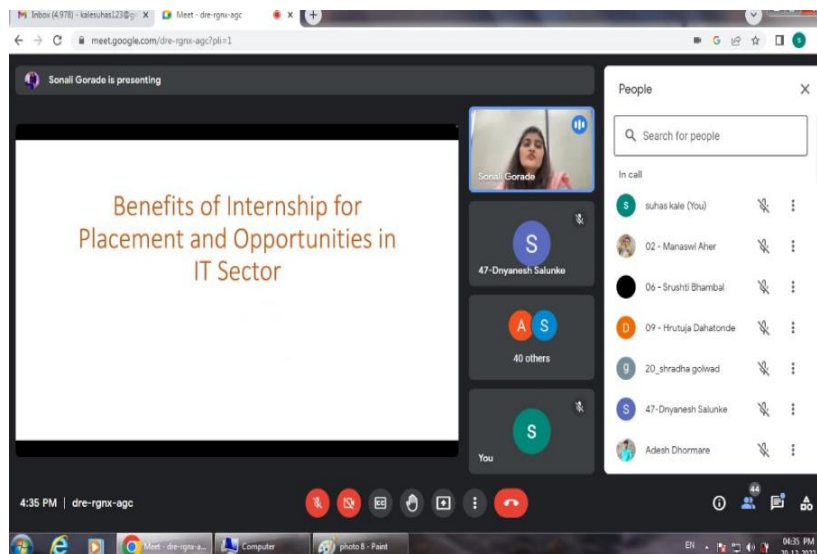 Inbox (4,978) - kalesuhas123@g
Meet - dre-rgnx-agc
meet.google.com/dre-rgnx-agc?pli=1
Sonali Gorade is presenting
Benefits of Internship for
Placement and Opportunities in
IT Sector
Sonali Gorade
S
47-Dnyanesh Salunke
A S
40 others
S
You
People
Search for people
In call
s suhas kale (You)
02 - Manaswi Aher
06 - Srushti Bhambal
D 09 - Hrutuja Dahatonde
g 20_shradha golwad
S 47-Dnyanesh Salunke
Adesh Dhormare
4:35 PM | dre-rgnx-agc
44
Meet - dre-rgnx-a...
Computer
photo 8 - Paint
EN
04:35 PM